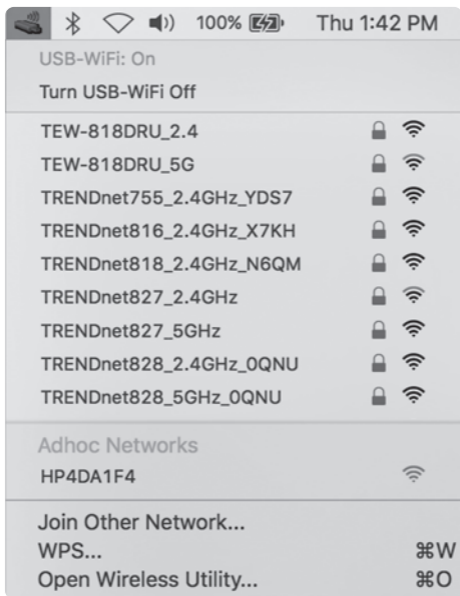 100% Thu 1:42 PM
USB-WiFi: On
Turn USB-WiFi Off
TEW-818DRU_2.4
TEW-818DRU_5G
TRENDnet755_2.4GHz_YDS7
TRENDnet816_2.4GHz_X7KH
TRENDnet818_2.4GHz_N6QM
TRENDnet827_2.4GHz
TRENDnet827_5GHz
TRENDnet828_2.4GHz_0QNU
TRENDnet828_5GHz_0QNU
Adhoc Networks
HP4DA1F4
Join Other Network...
WPS... ⌘W
Open Wireless Utility... ⌘O